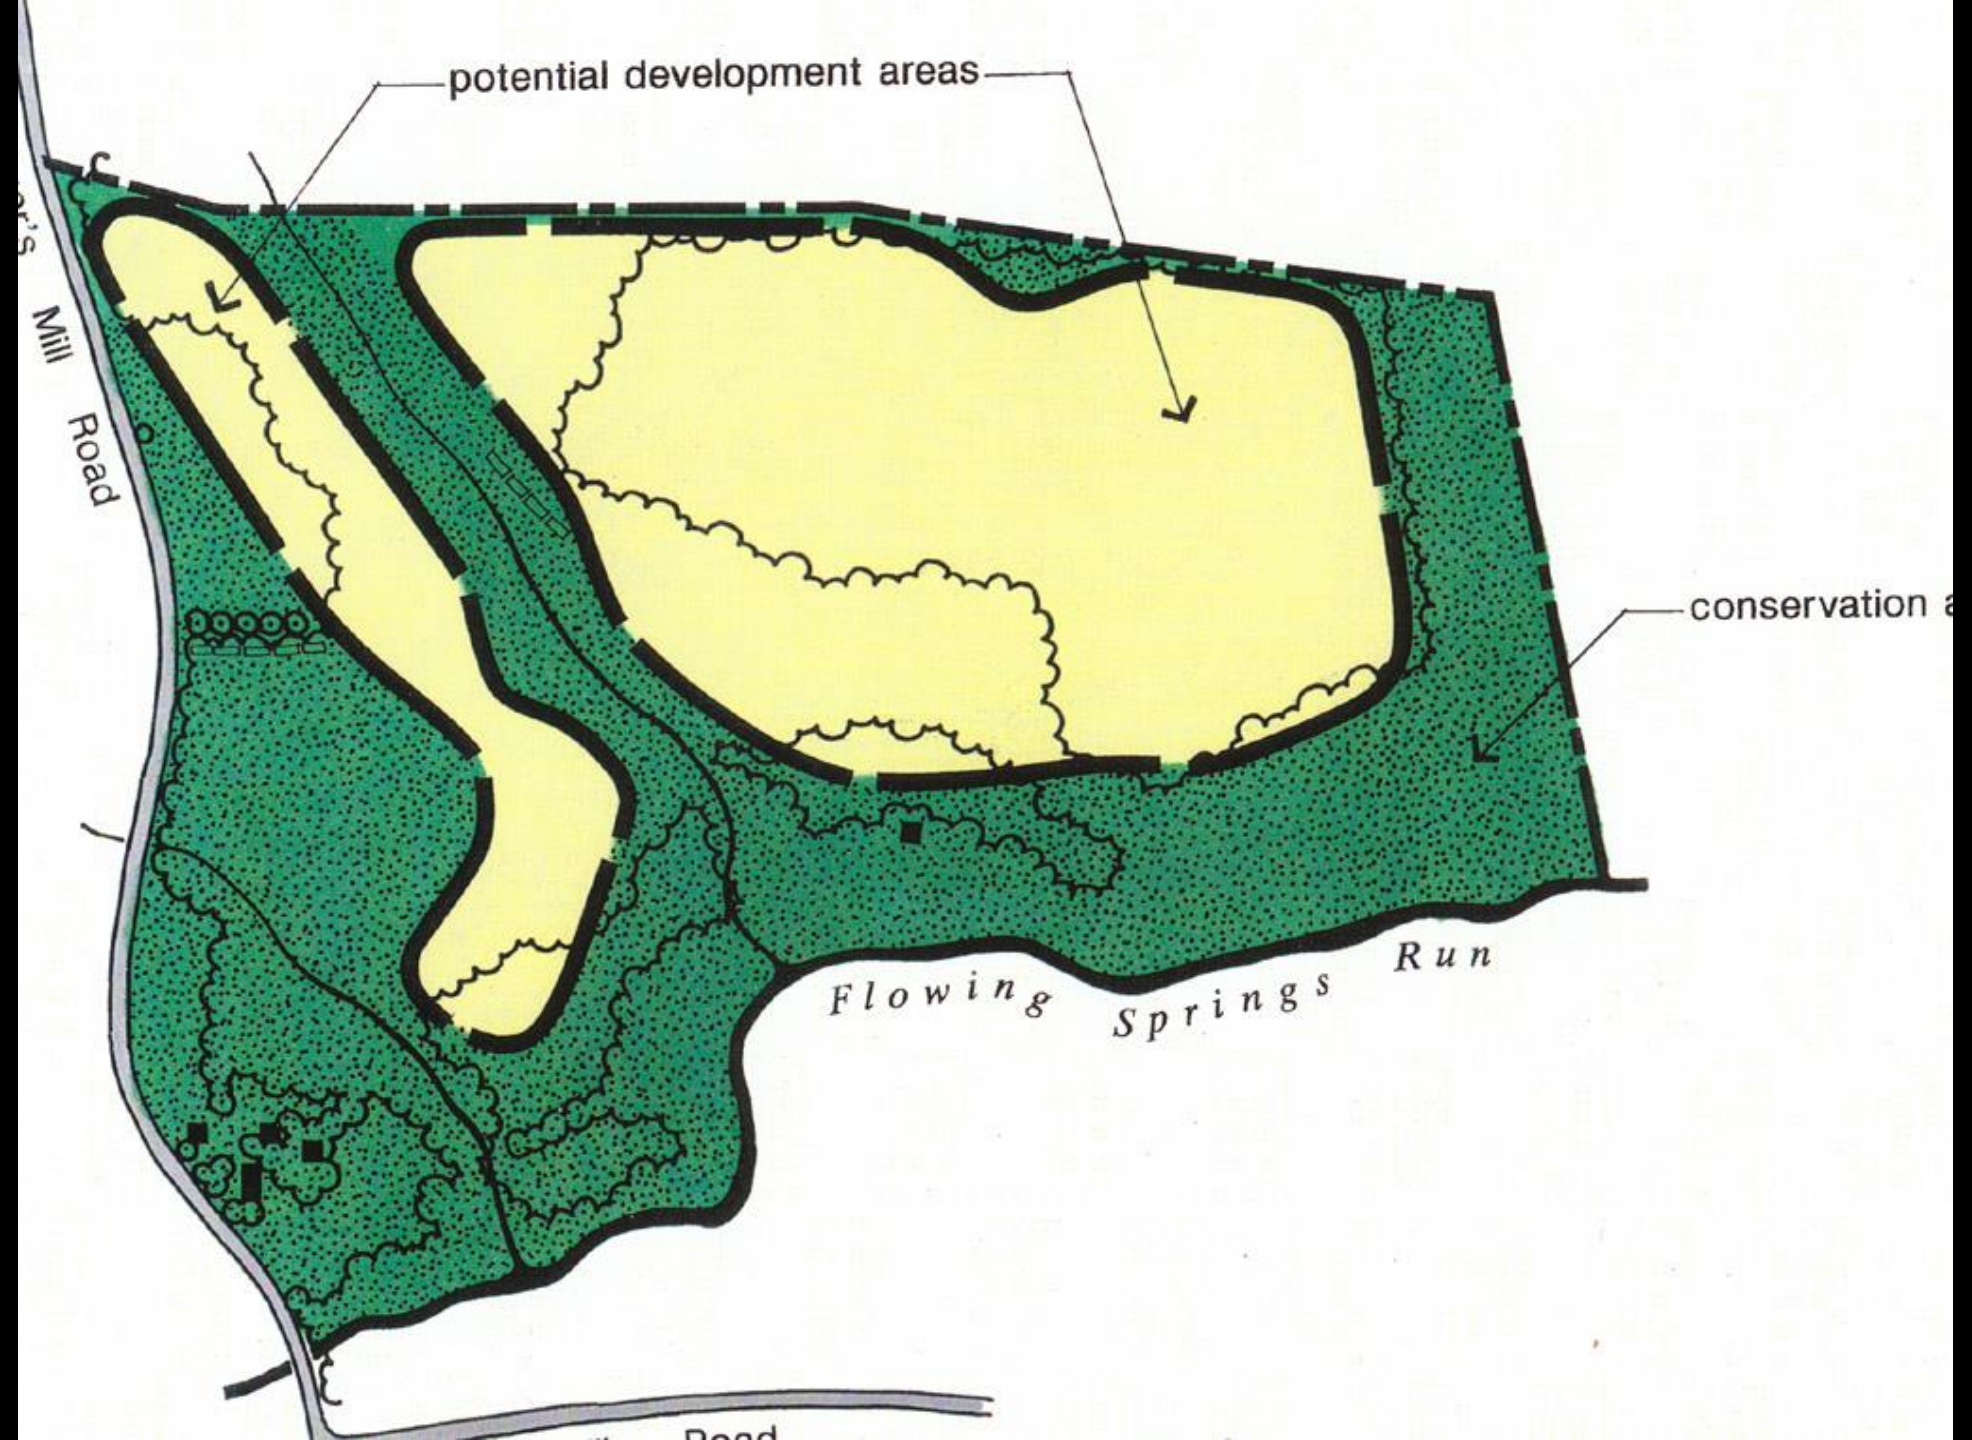 potential development areas
Mill Road
conservation
Flowing Springs Run
Road